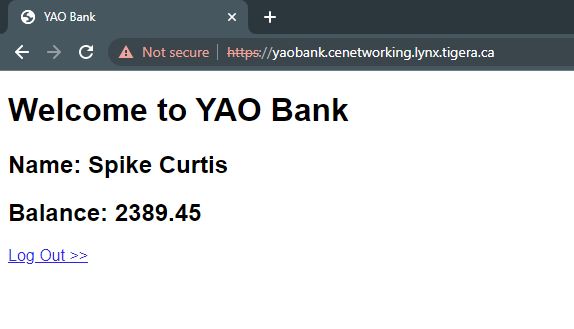 YAO Bank
Not secure https://yaobank.cenetworking.lynx.tigera.ca
Welcome to YAO Bank
Name: Spike Curtis
Balance: 2389.45
Log Out >>